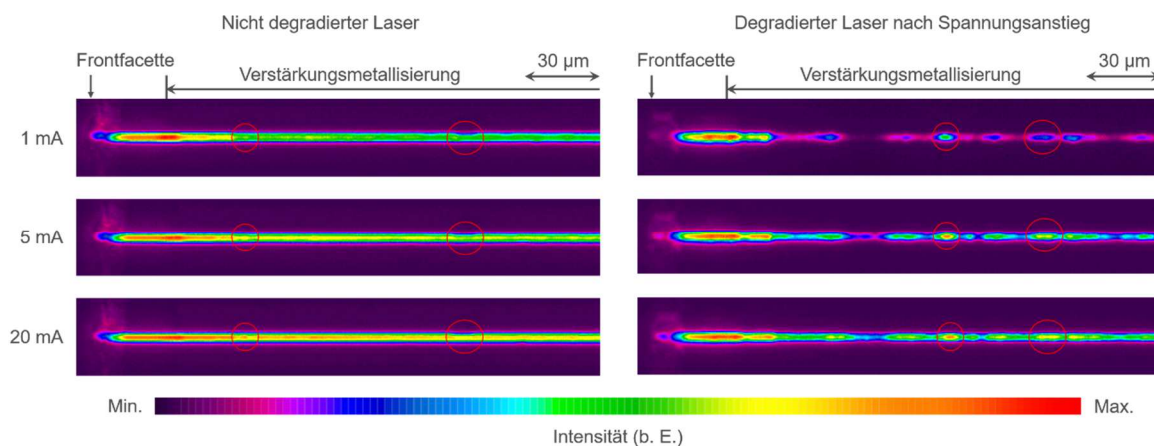 Nicht degradierter Laser
Degradierter Laser nach Spannungsanstieg
Frontfacette
30 µm
Verstärkungsmetallisierung
Frontfacette
30 µm
Verstärkungsmetallisierung
1 mA
5 mA
20 mA
Min.
Max.
Intensität (b. E.)